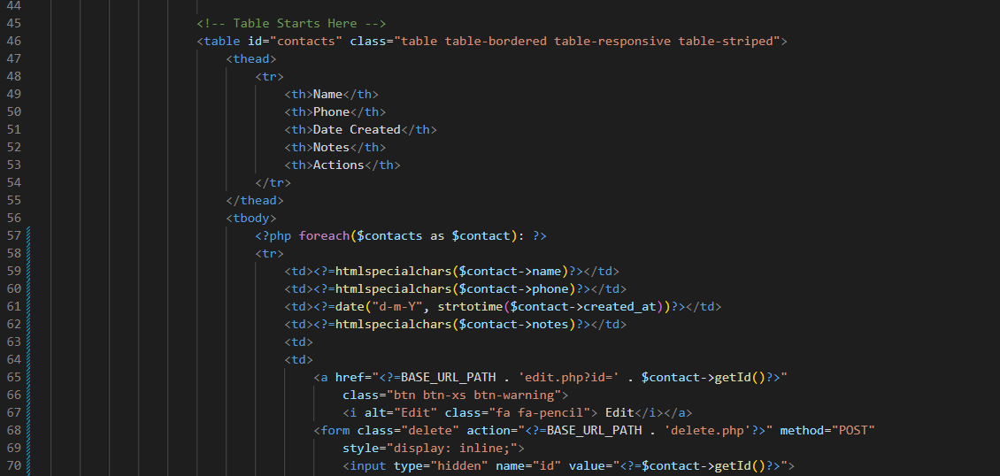 44
45 <!-- Table Starts Here -->
46 <table id="contacts" class="table table-bordered table-responsive table-striped">
47 <thead>
48 <tr>
49 <th>Name</th>
50 <th>Phone</th>
51 <th>Date Created</th>
52 <th>Notes</th>
53 <th>Actions</th>
54 </tr>
55 </thead>
56 <tbody>
57 <?php foreach($contacts as $contact): ?>
58 <tr>
59 <td><?=htmlspecialchars($contact->name)?></td>
60 <td><?=htmlspecialchars($contact->phone)?></td>
61 <td><?=date("d-m-Y", strtotime($contact->created_at))?></td>
62 <td><?=htmlspecialchars($contact->notes)?></td>
63 <td>
64 <td>
65 <a href="<?=BASE_URL_PATH . 'edit.php?id=' . $contact->getId()?>"
66 class="btn btn-xs btn-warning">
67 <i alt="Edit" class="fa fa-pencil"> Edit</i></a>
68 <form class="delete" action="<?=BASE_URL_PATH . 'delete.php'?>" method="POST"
69 style="display: inline;">
70 <input type="hidden" name="id" value="<?=$contact->getId()?>">